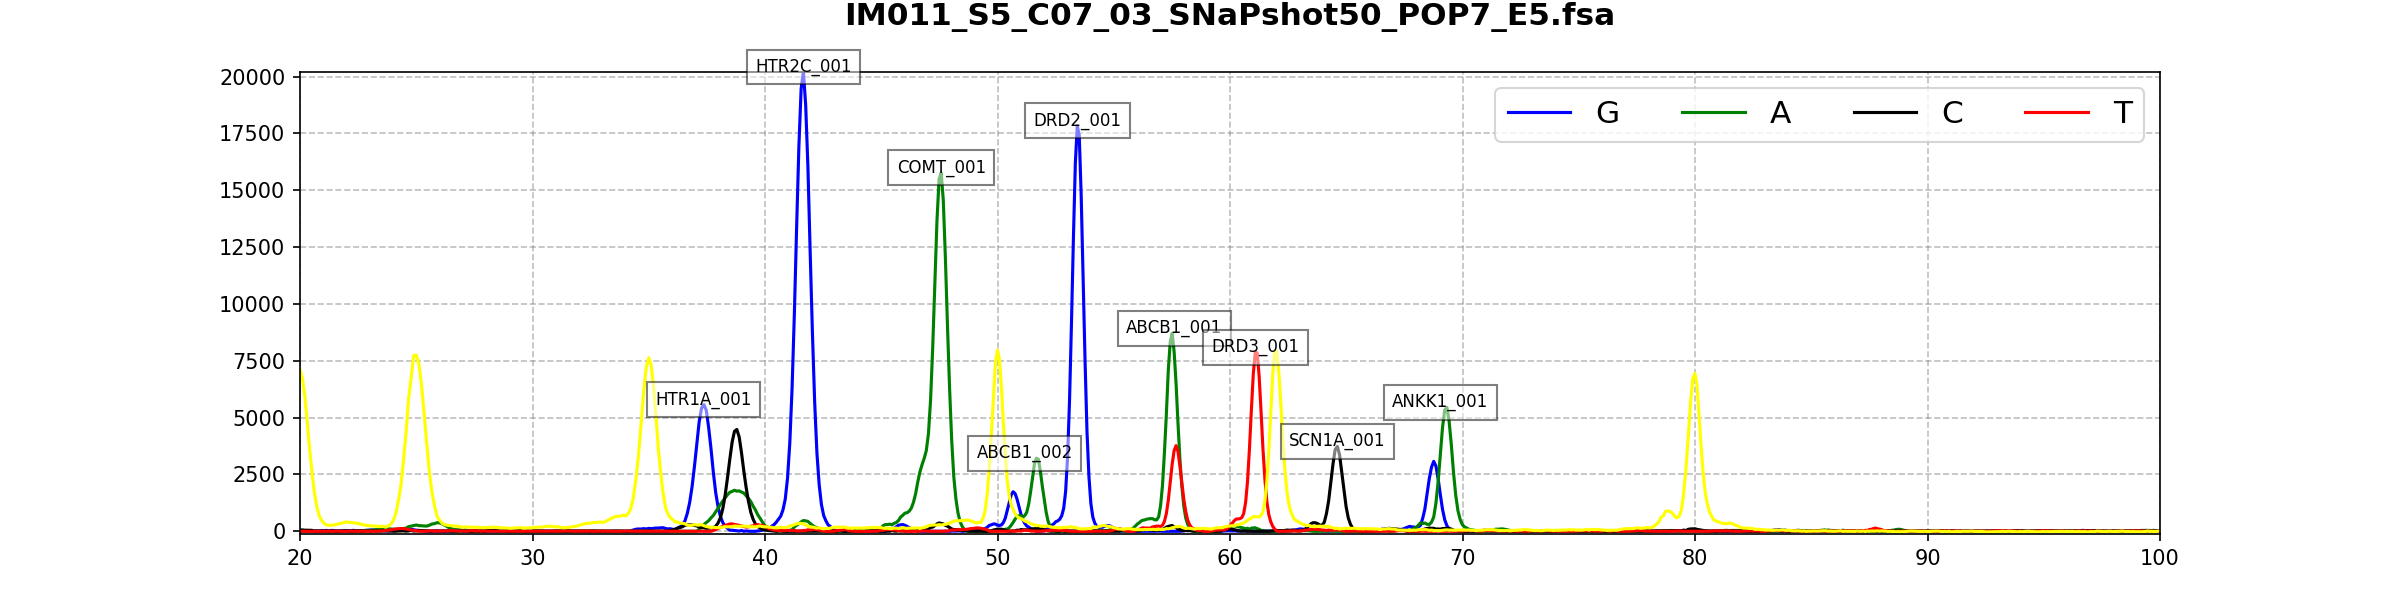 IM011_S5_C07_03_SNaPshot50_POP7_E5.fsa
HTR2C_001
20000
G A C T
DRD2_001
17500
COMT_001
15000
12500
10000
ABCB1_001
DRD3_001
7500
HTR1A_001
ANKK1_001
5000
SCN1A_001
ABCB1_002
2500
0
20 30 40 50 60 70 80 90 100